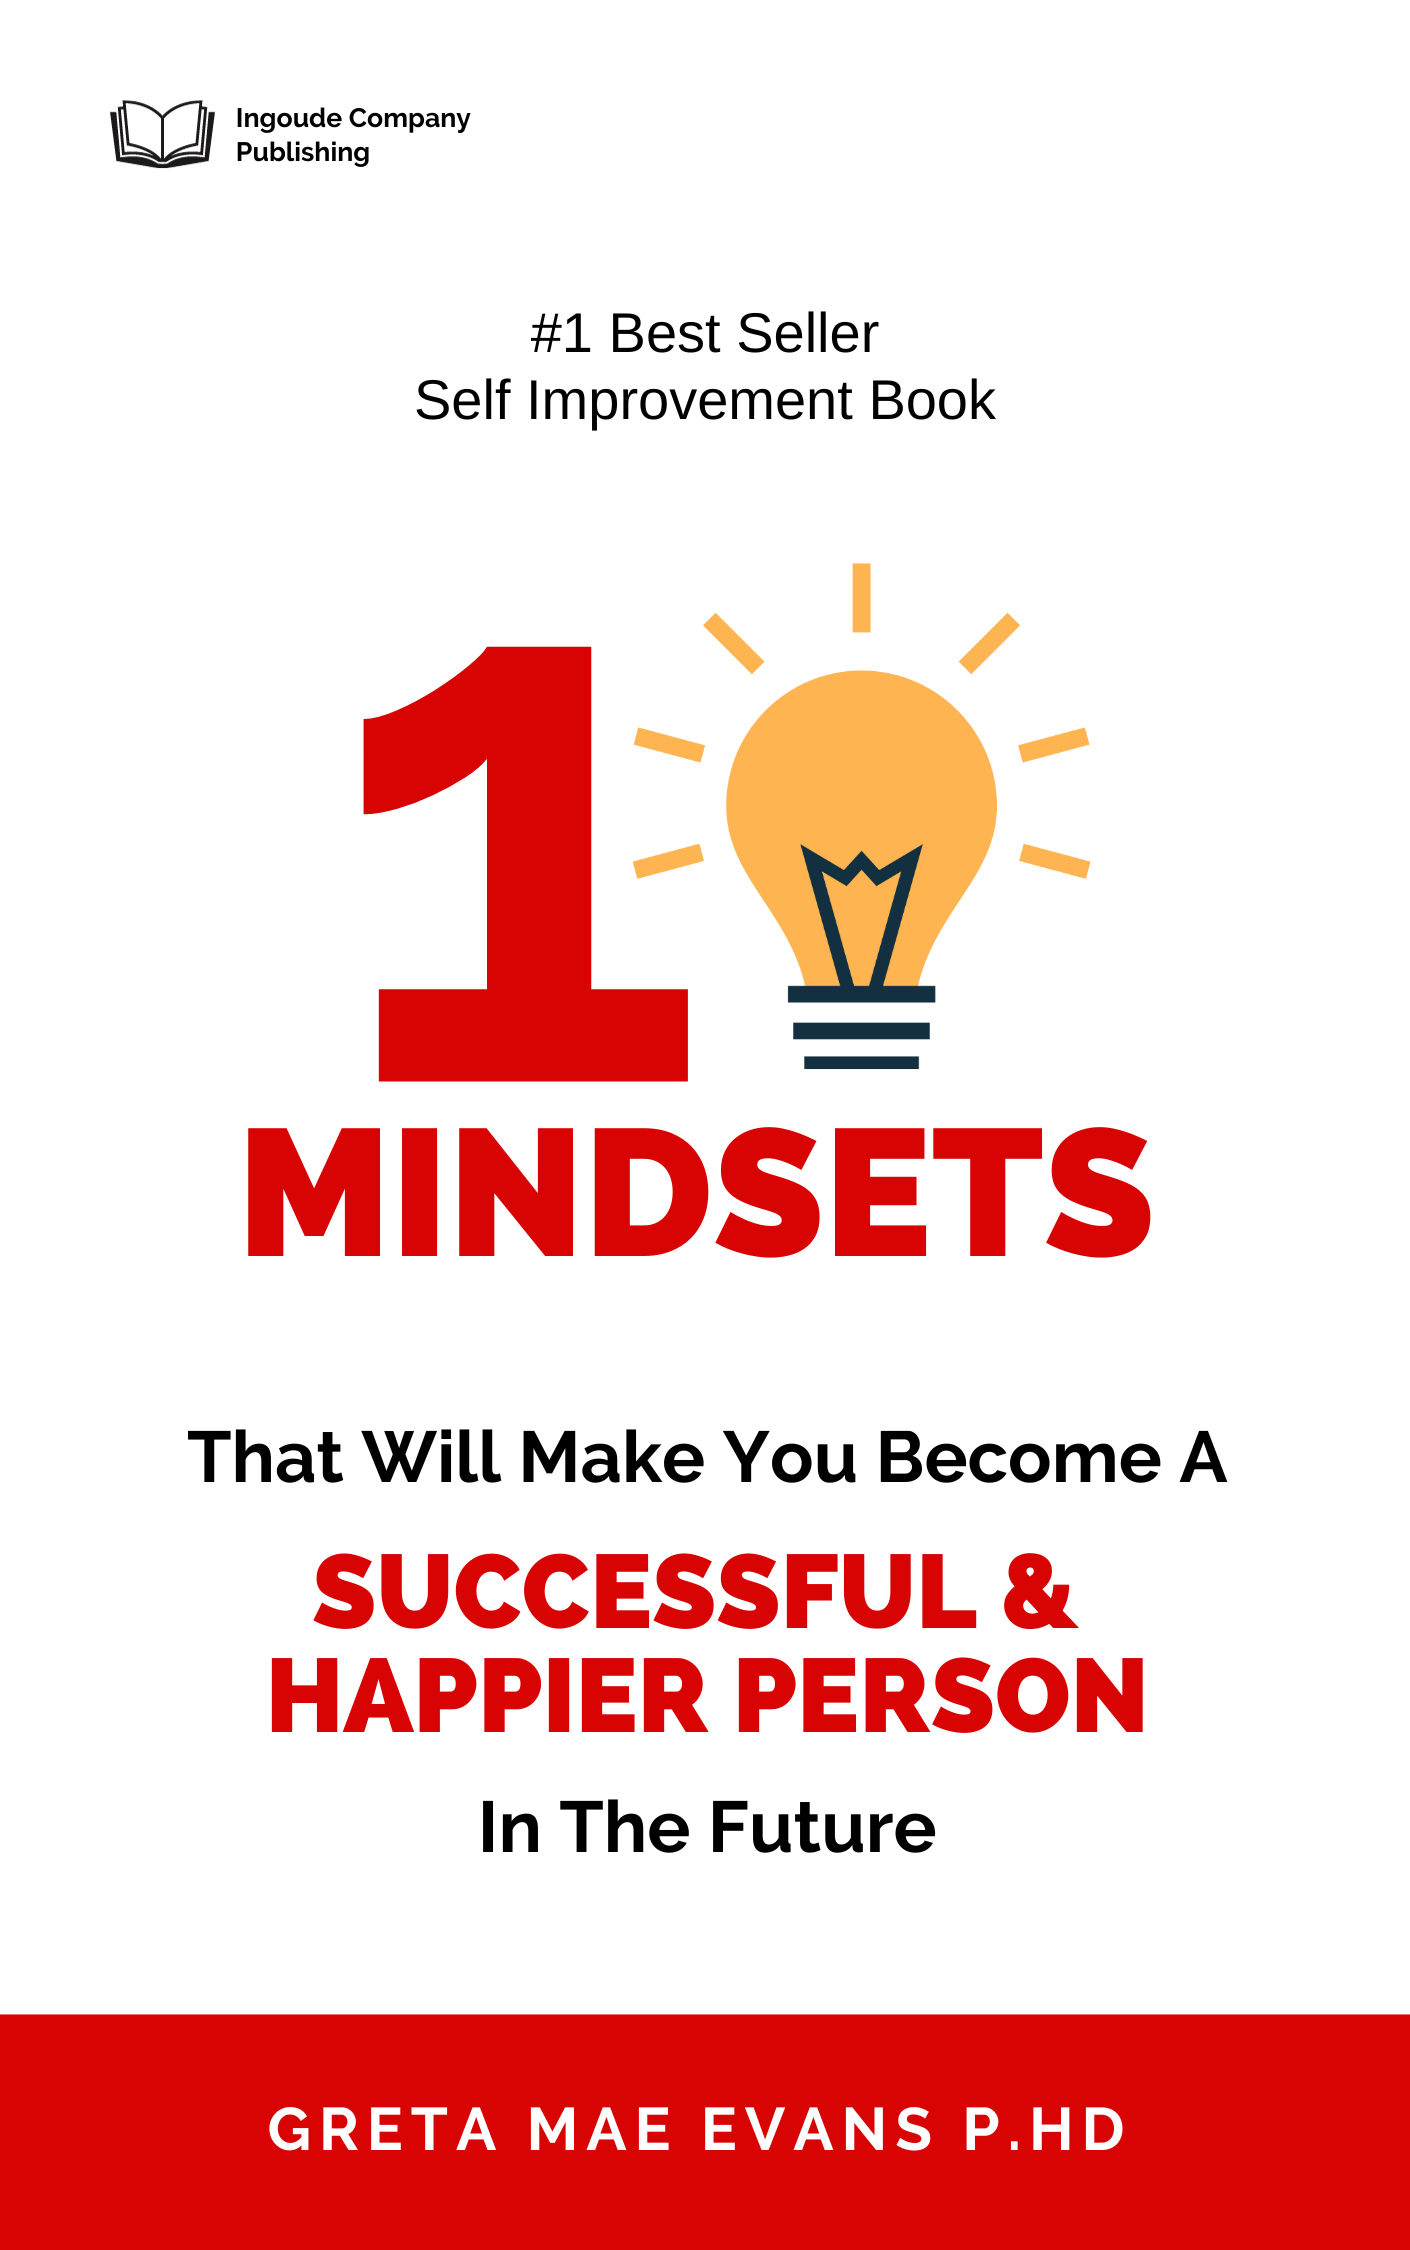 Ingoude Company
Publishing
#1 Best Seller
Self Improvement Book
1
MINDSETS
That Will Make You Become A
SUCCESSFUL &
HAPPIER PERSON
In The Future
GRETA MAE EVANS P.HD